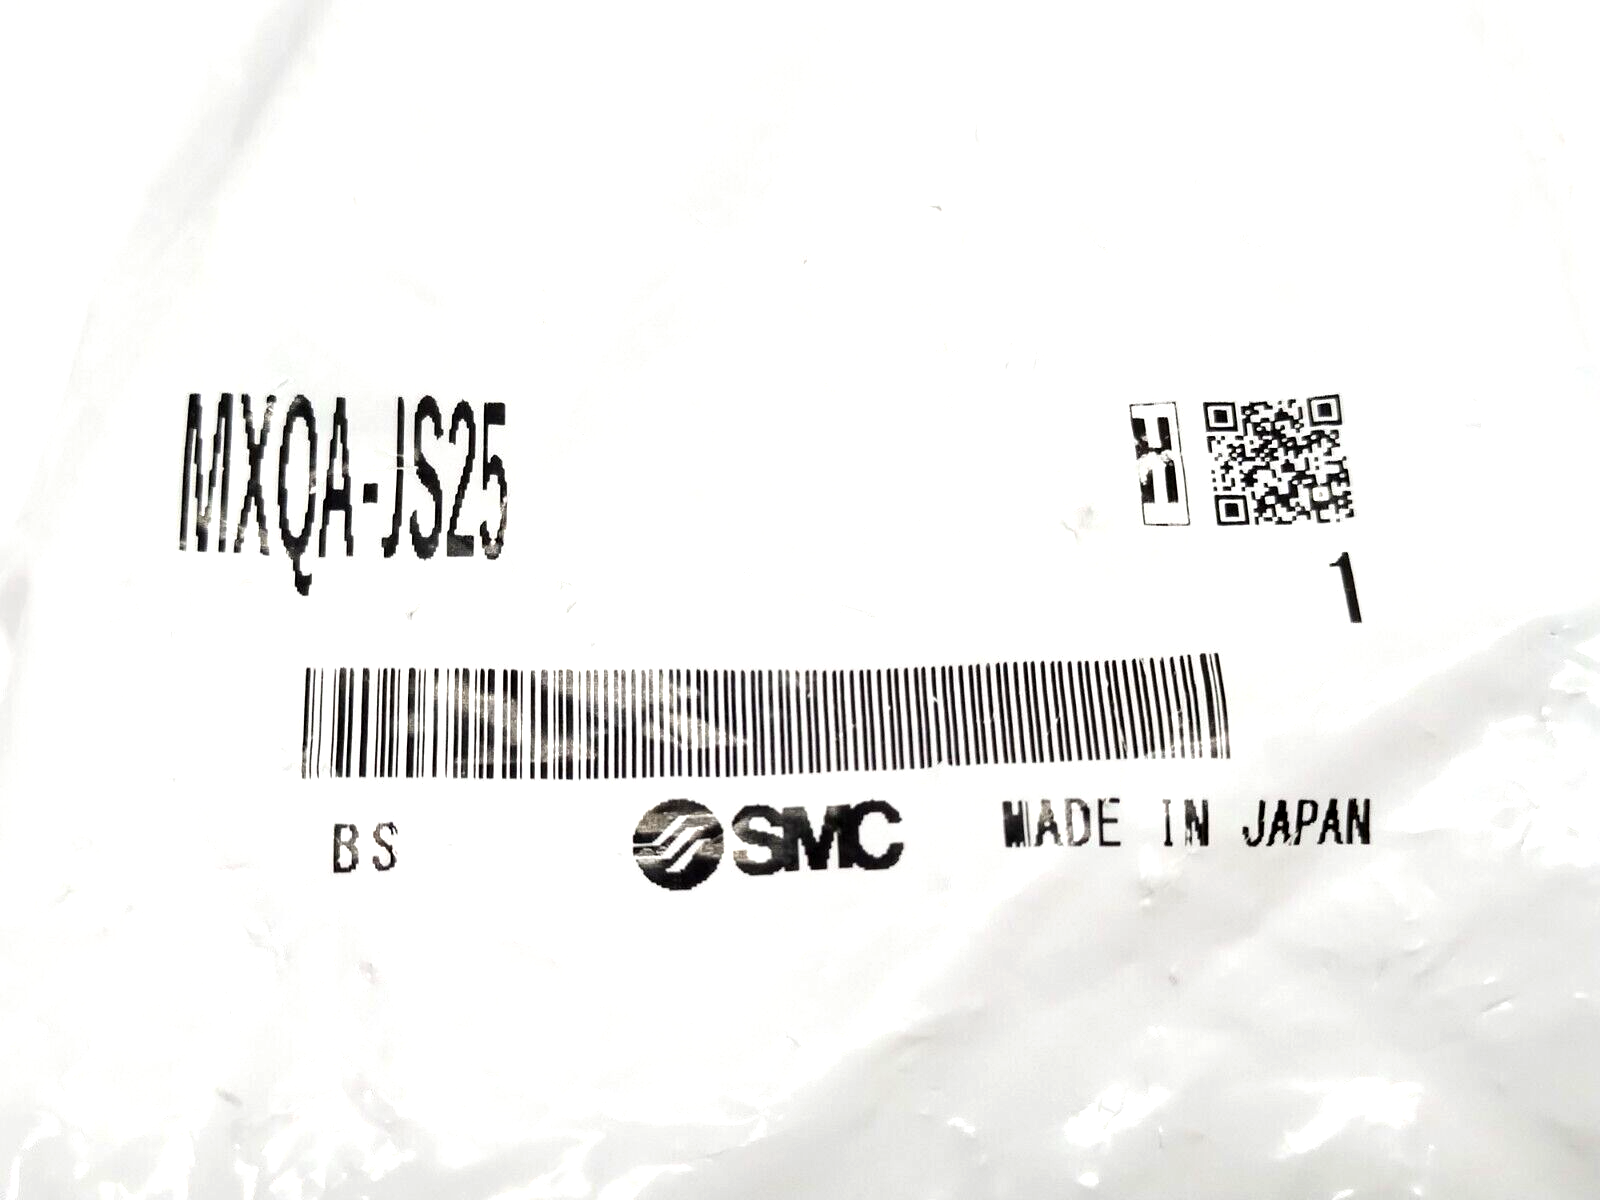 MXQA-JS25
1
BS SMC MADE IN JAPAN